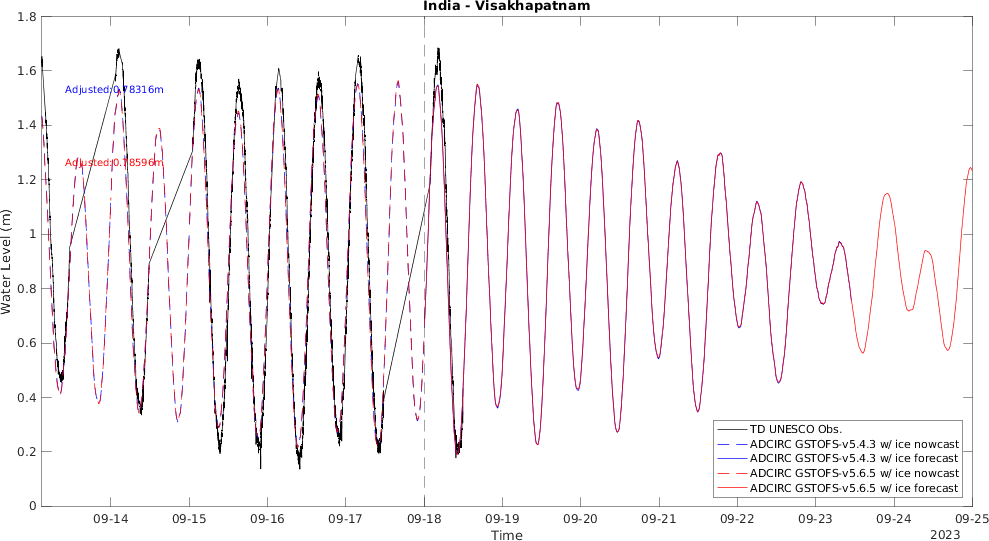 India - Visakhapatnam
1.8
1.6
1.4
1.2
1
0.8
0.6
0.4
0.2
0
Water Level (m)
Adjusted:0.78316m
Adjusted:0.78596m
TD UNESCO Obs.
ADCIRC GSTOFS-v5.4.3 w/ ice nowcast
ADCIRC GSTOFS-v5.4.3 w/ ice forecast
ADCIRC GSTOFS-v5.6.5 w/ ice nowcast
ADCIRC GSTOFS-v5.6.5 w/ ice forecast
09-14 09-15 09-16 09-17 09-18 09-19 09-20 09-21 09-22 09-23 09-24 09-25
Time
2023